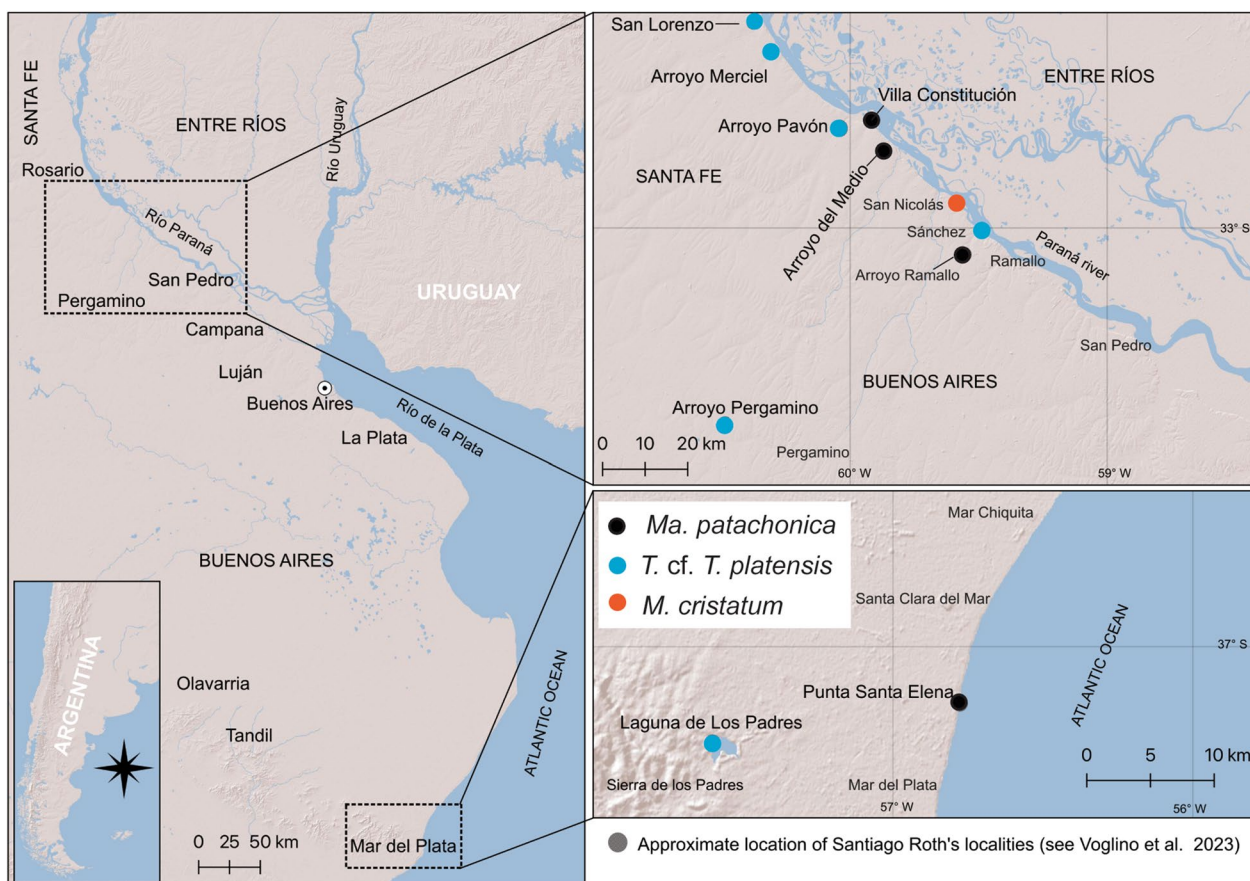 SANTA FE
ENTRE RÍOS
Río Uruguay
Rosario
Río Paraná
San Pedro
Pergamino
URUGUAY
Campana
Luján
Buenos Aires
Río de la Plata
La Plata
BUENOS AIRES
ATLANTIC OCEAN
ARGENTINA
Olavarria
Tandil
0 25 50 km
Mar del Plata
San Lorenzo
Arroyo Merciel
ENTRE RÍOS
Villa Constitución
Arroyo Pavón
SANTA FE
Arroyo del Medio
San Nicolás
33° S
Sánchez
Paraná river
Ramallo
Arroyo Ramallo
San Pedro
BUENOS AIRES
Arroyo Pergamino
0 10 20 km
Pergamino
60° W
59° W
Ma. patachonica
T. cf. T. platensis
M. cristatum
Mar Chiquita
Santa Clara del Mar
37° S
ATLANTIC OCEAN
Punta Santa Elena
Laguna de Los Padres
0 5 10 km
Sierra de los Padres
Mar del Plata
57° W
56° W
Approximate location of Santiago Roth's localities (see Voglino et al. 2023)